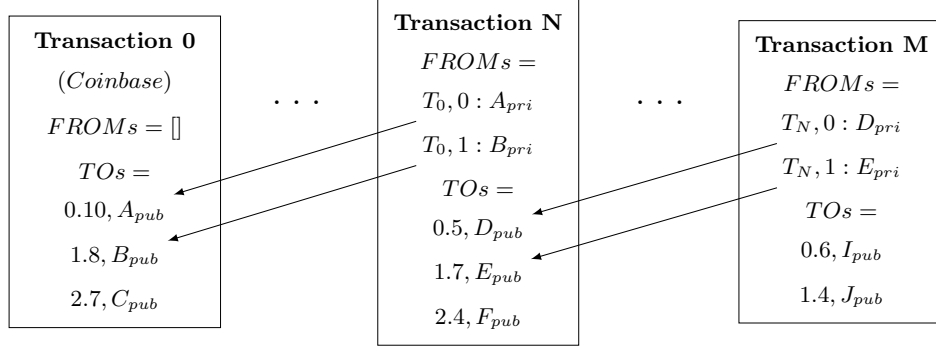 Transaction 0
(Coinbase)
FROMs = []
TOs =
0.10, A_pub
1.8, B_pub
2.7, C_pub
. . .
Transaction N
FROMs =
T_0, 0 : A_pri
T_0, 1 : B_pri
TOs =
0.5, D_pub
1.7, E_pub
2.4, F_pub
. . .
Transaction M
FROMs =
T_N, 0 : D_pri
T_N, 1 : E_pri
TOs =
0.6, I_pub
1.4, J_pub